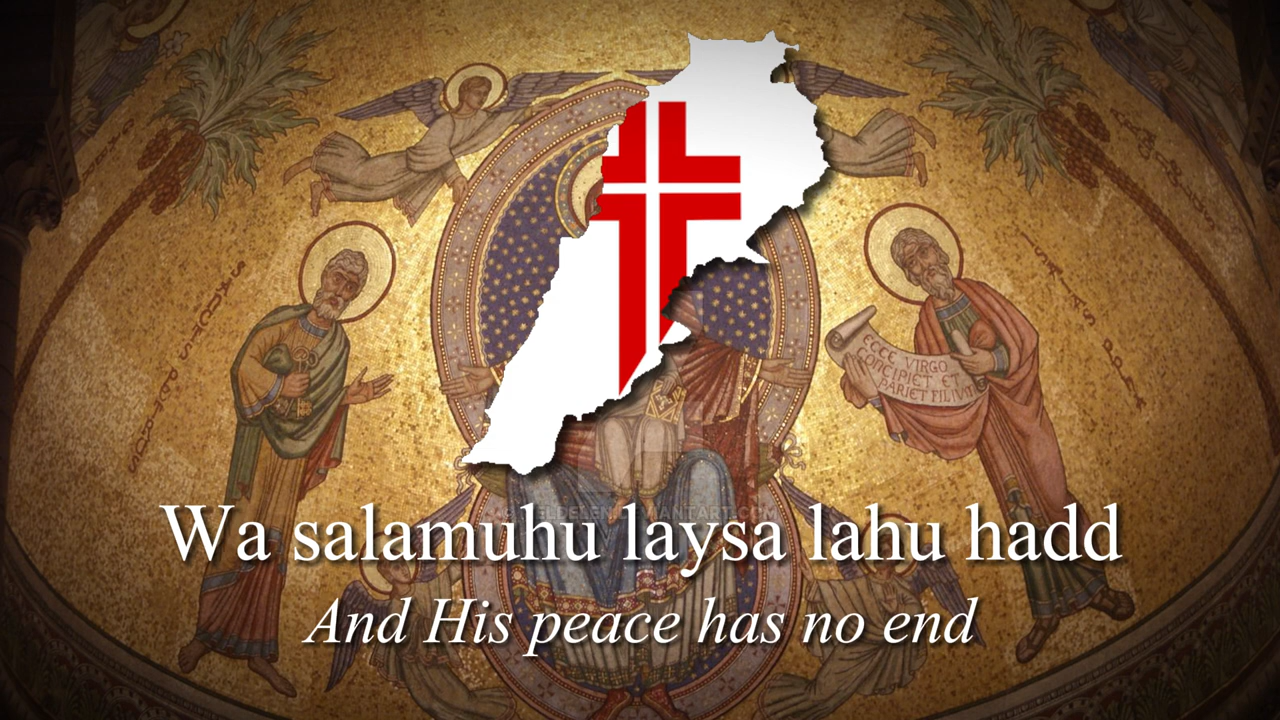 ECCE VIRGO
CONCIPIET ET
PARIET FILIUM
Wa salamuhu laysa lahu hadd
And His peace has no end